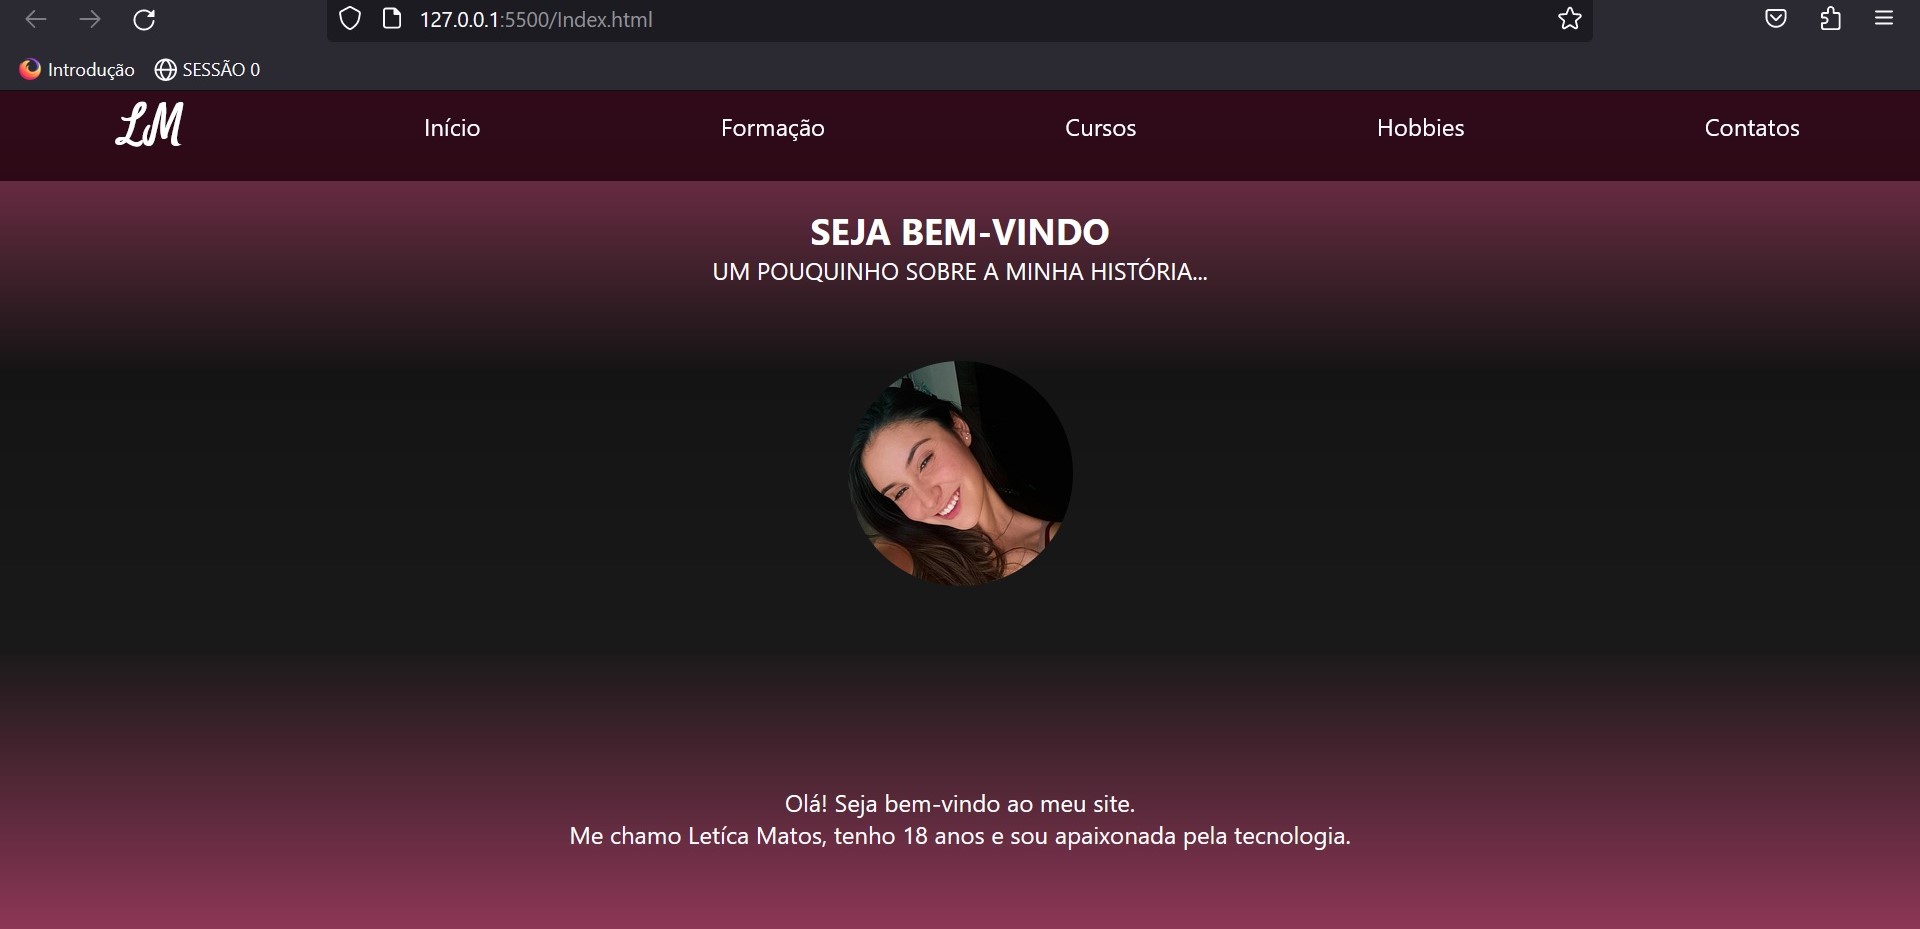 127.0.0.1:5500/Index.html
Introdução SESSÃO 0
LM Início Formação Cursos Hobbies Contatos
SEJA BEM-VINDO
UM POUQUINHO SOBRE A MINHA HISTÓRIA...
Olá! Seja bem-vindo ao meu site.
Me chamo Letíca Matos, tenho 18 anos e sou apaixonada pela tecnologia.